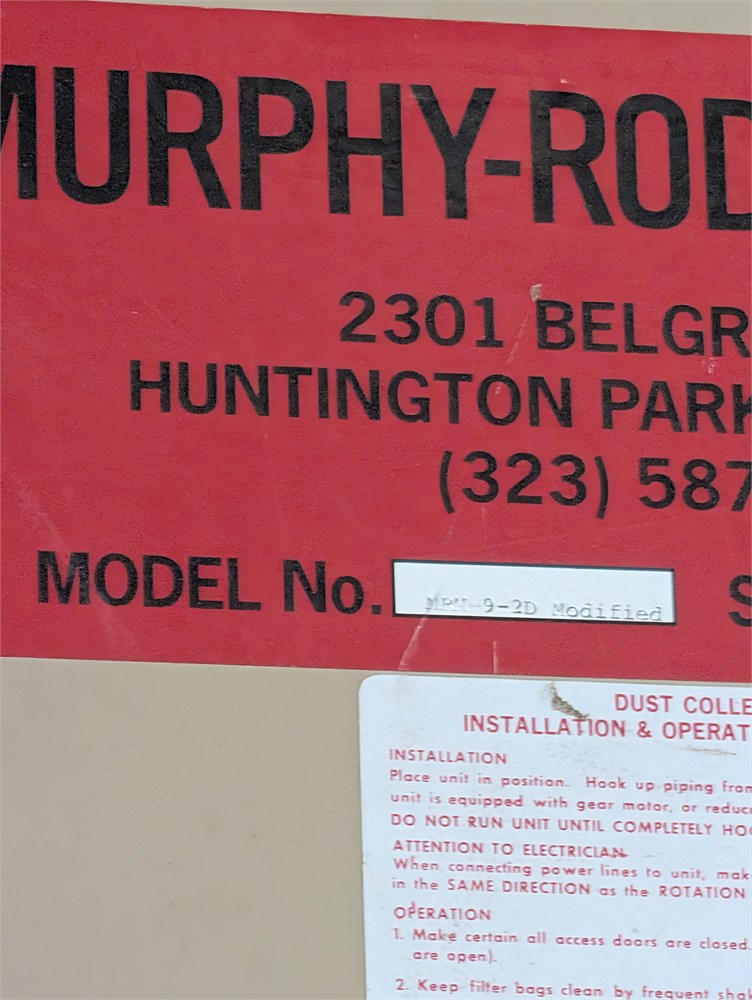 MURPHY-ROD
2301 BELGR
HUNTINGTON PARK
(323) 587
MODEL No. MRM-9-2D Modified S
DUST COLLE
INSTALLATION & OPERAT
INSTALLATION
Place unit in position. Hook up piping from
unit is equipped with gear motor, or reduc
DO NOT RUN UNIT UNTIL COMPLETELY HOO
ATTENTION TO ELECTRICIAN
When connecting power lines to unit, mak
in the SAME DIRECTION as the ROTATION
OPERATION
1. Make certain all access doors are closed.
are open).
2. Keep filter bags clean by frequent shak